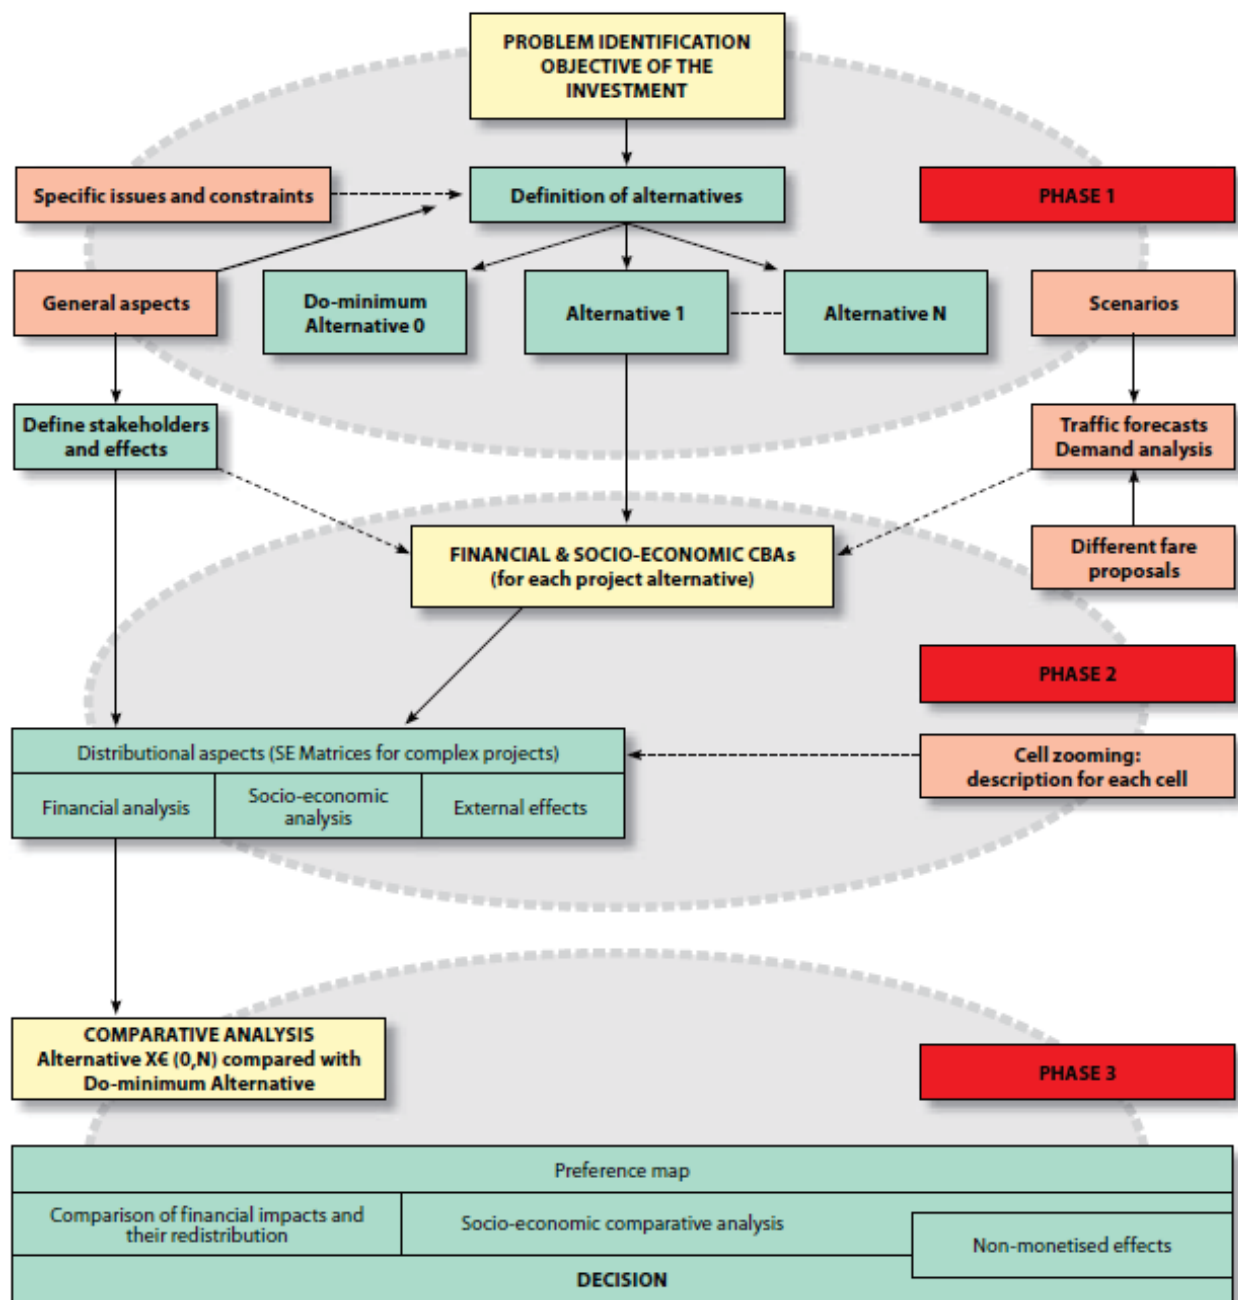 PROBLEM IDENTIFICATION
OBJECTIVE OF THE
INVESTMENT
Specific issues and constraints
Definition of alternatives
PHASE 1
General aspects
Do-minimum
Alternative 0
Alternative 1
Alternative N
Scenarios
Define stakeholders
and effects
Traffic forecasts
Demand analysis
FINANCIAL & SOCIO-ECONOMIC CBAs
(for each project alternative)
Different fare
proposals
PHASE 2
Distributional aspects (SE Matrices for complex projects)
Cell zooming:
description for each cell
Financial analysis
Socio-economic
analysis
External effects
COMPARATIVE ANALYSIS
Alternative X€ (0,N) compared with
Do-minimum Alternative
PHASE 3
Preference map
Comparison of financial impacts and
their redistribution
Socio-economic comparative analysis
Non-monetised effects
DECISION